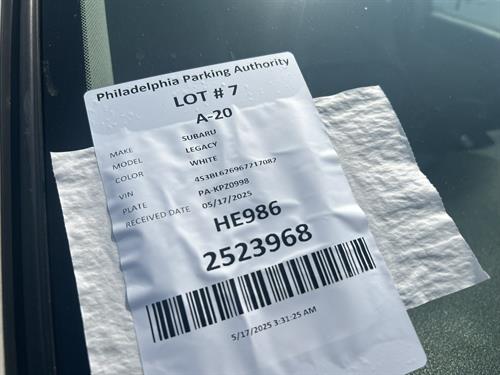 Philadelphia Parking Authority
LOT # 7
A-20
MAKE SUBARU
MODEL LEGACY
COLOR WHITE
VIN 4S3BL626967217087
PLATE PA-KPZ0998
RECEIVED DATE 05/17/2025
HE986
2523968
5/17/2025 3:31:25 AM